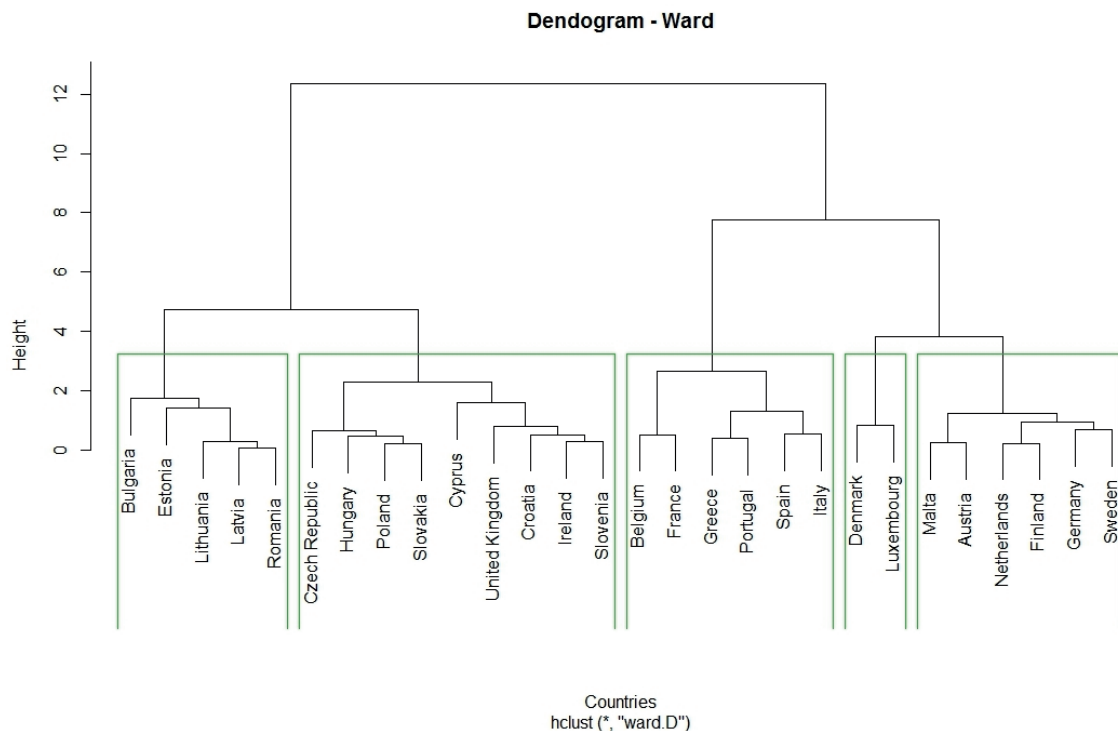 Dendogram - Ward
Height
12
10
8
6
4
2
0
Bulgaria
Estonia
Lithuania
Latvia
Romania
Czech Republic
Hungary
Poland
Slovakia
Cyprus
United Kingdom
Croatia
Ireland
Slovenia
Belgium
France
Greece
Portugal
Spain
Italy
Denmark
Luxembourg
Malta
Austria
Netherlands
Finland
Germany
Sweden
Countries
hclust (*, "ward.D")